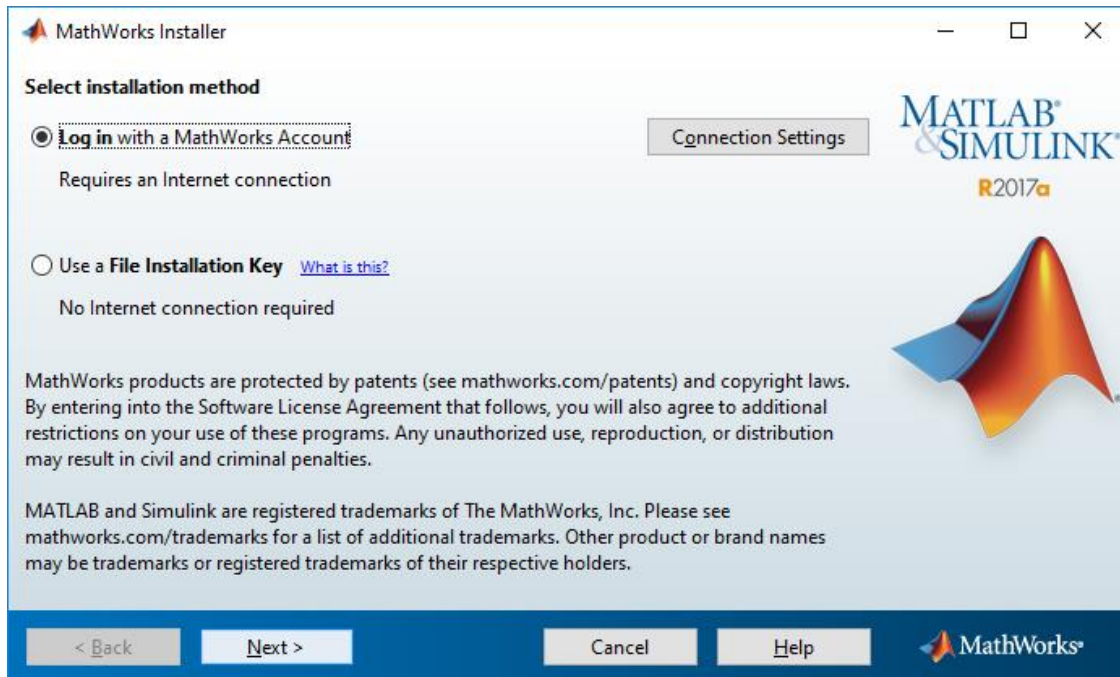 MathWorks Installer
Select installation method
Log in with a MathWorks Account
Connection Settings
Requires an Internet connection
Use a File Installation Key What is this?
No Internet connection required
MATLAB®
&SIMULINK®
R2017a
MathWorks products are protected by patents (see mathworks.com/patents) and copyright laws.
By entering into the Software License Agreement that follows, you will also agree to additional
restrictions on your use of these programs. Any unauthorized use, reproduction, or distribution
may result in civil and criminal penalties.
MATLAB and Simulink are registered trademarks of The MathWorks, Inc. Please see
mathworks.com/trademarks for a list of additional trademarks. Other product or brand names
may be trademarks or registered trademarks of their respective holders.
®
< Back
Next >
Cancel
Help
MathWorks®